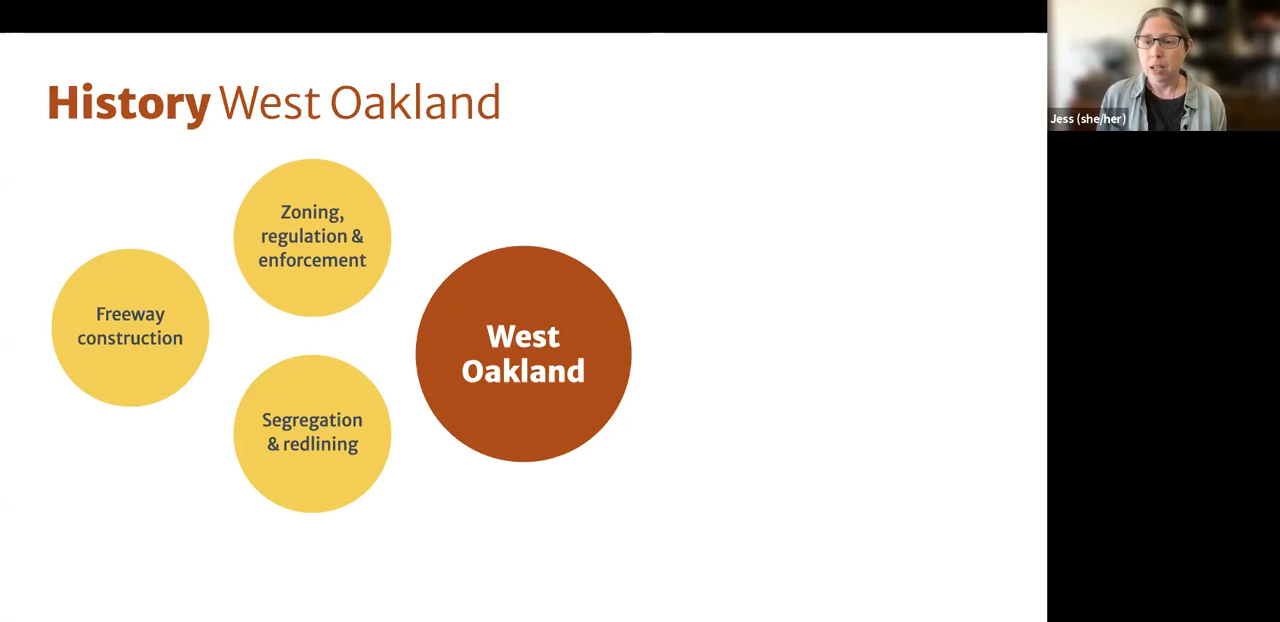 History West Oakland
Zoning,
regulation &
enforcement
Freeway
construction
Segregation
& redlining
West
Oakland
Jess (she/her)